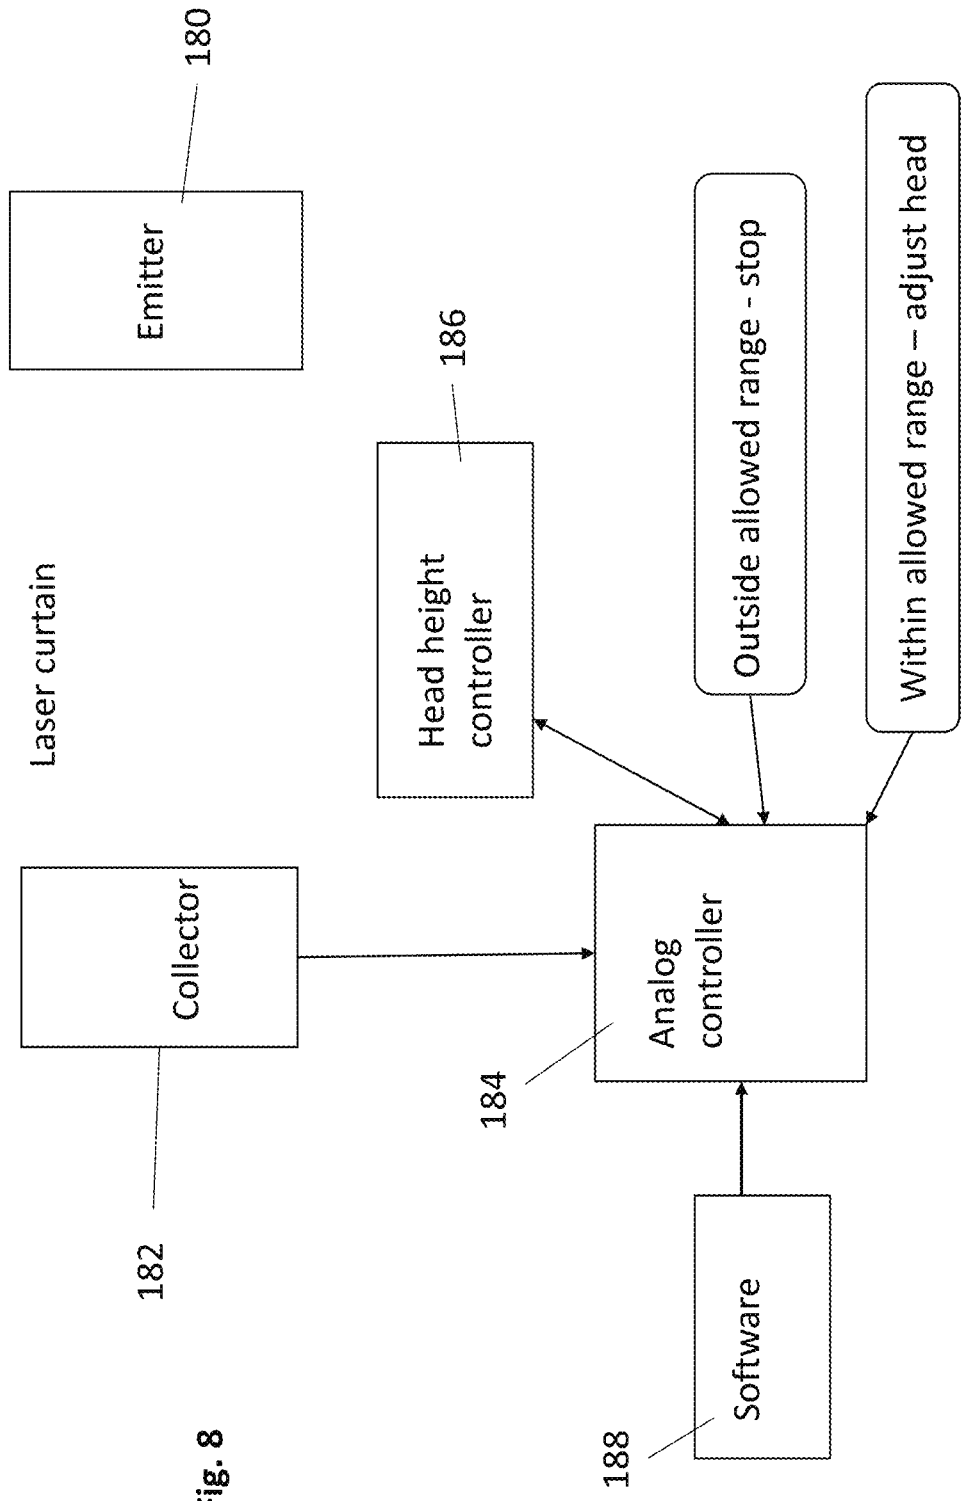 Laser curtain
182
Collector
Emitter
180
Fig. 8
Head height
controller
186
184
Analog
controller
188
Software
Outside allowed range - stop
Within allowed range – adjust head